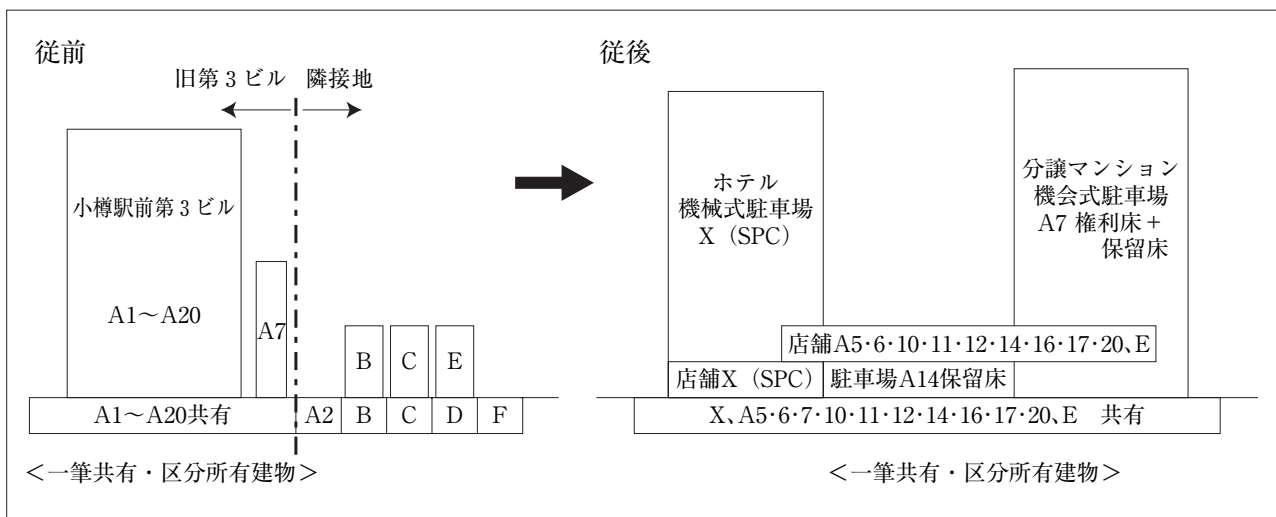 従前
旧第3ビル
隣接地
小樽駅前第3ビル
A1〜A20
A7
B
C
E
A1〜A20共有
A2
B
C
D
F
＜一筆共有・区分所有建物＞
従後
ホテル
機械式駐車場
X（SPC）
分譲マンション
機会式駐車場
A7 権利床＋
保留床
店舗A5･6･10･11･12･14･16･17･20、E
店舗X（SPC）
駐車場A14保留床
X、A5･6･7･10･11･12･14･16･17･20、E　共有
＜一筆共有・区分所有建物＞